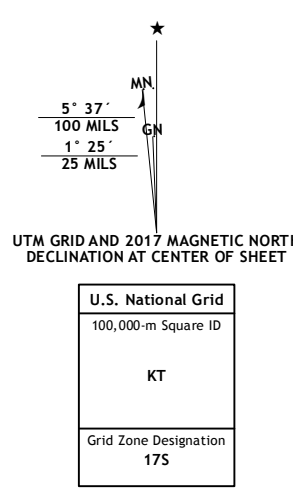 MN
5° 37´
100 MILS
GN
1° 25´
25 MILS
UTM GRID AND 2017 MAGNETIC NORT
DECLINATION AT CENTER OF SHEET
U.S. National Grid
100,000-m Square ID
KT
Grid Zone Designation
17S